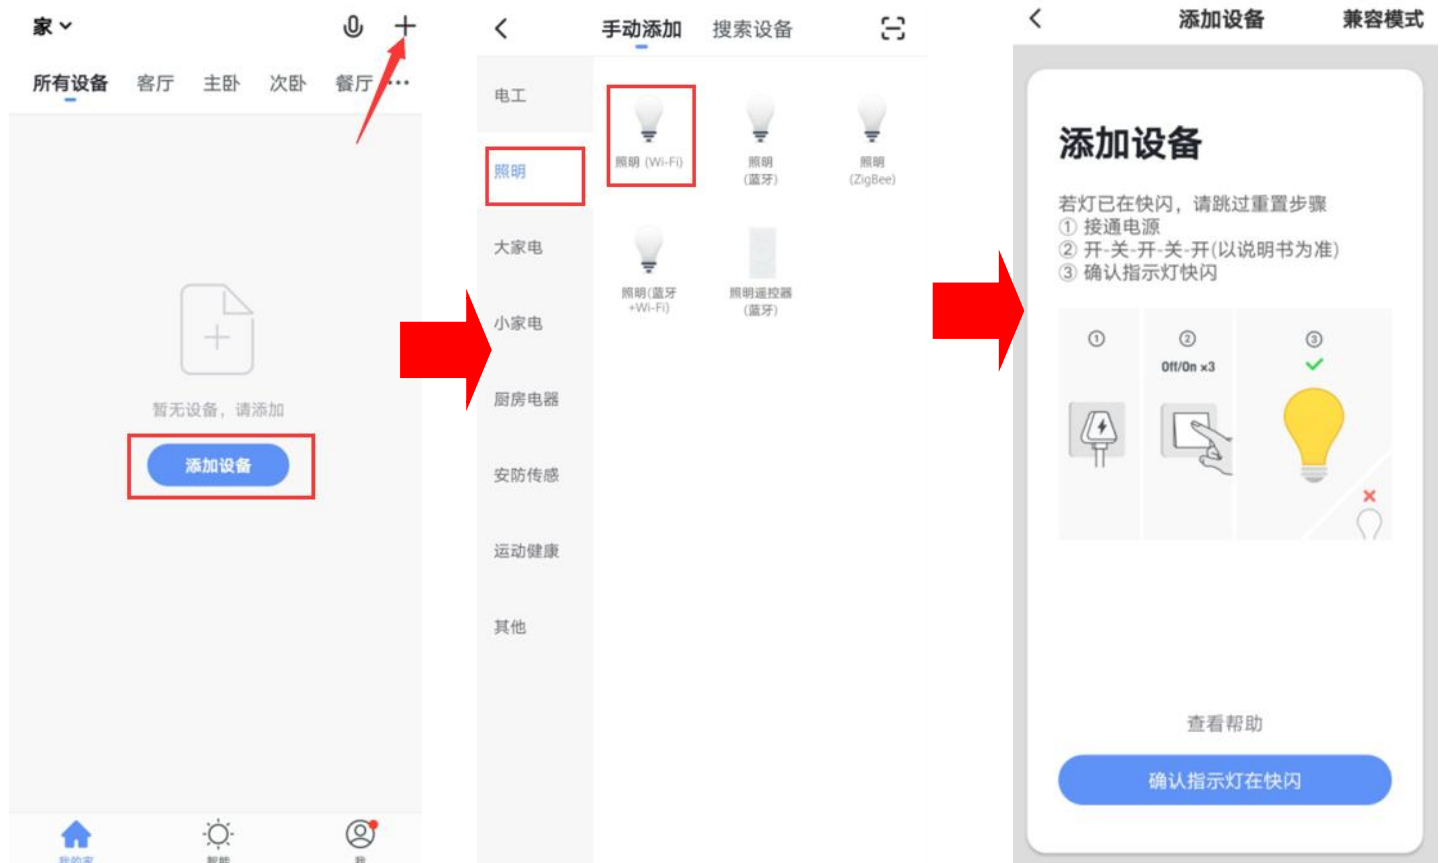 家
所有设备 客厅 主卧 次卧 餐厅 ...
暂无设备，请添加
添加设备
我的家 智能 我
手动添加 搜索设备
电工
照明
大家电
小家电
厨房电器
安防传感
运动健康
其他
照明 (Wi-Fi)
照明
(蓝牙)
照明
(ZigBee)
照明(蓝牙
+Wi-Fi)
照明遥控器
(蓝牙)
添加设备 兼容模式
添加设备
若灯已在快闪，请跳过重置步骤
① 接通电源
② 开-关-开-关-开(以说明书为准)
③ 确认指示灯快闪
① ② ③
Off/On ×3
查看帮助
确认指示灯在快闪